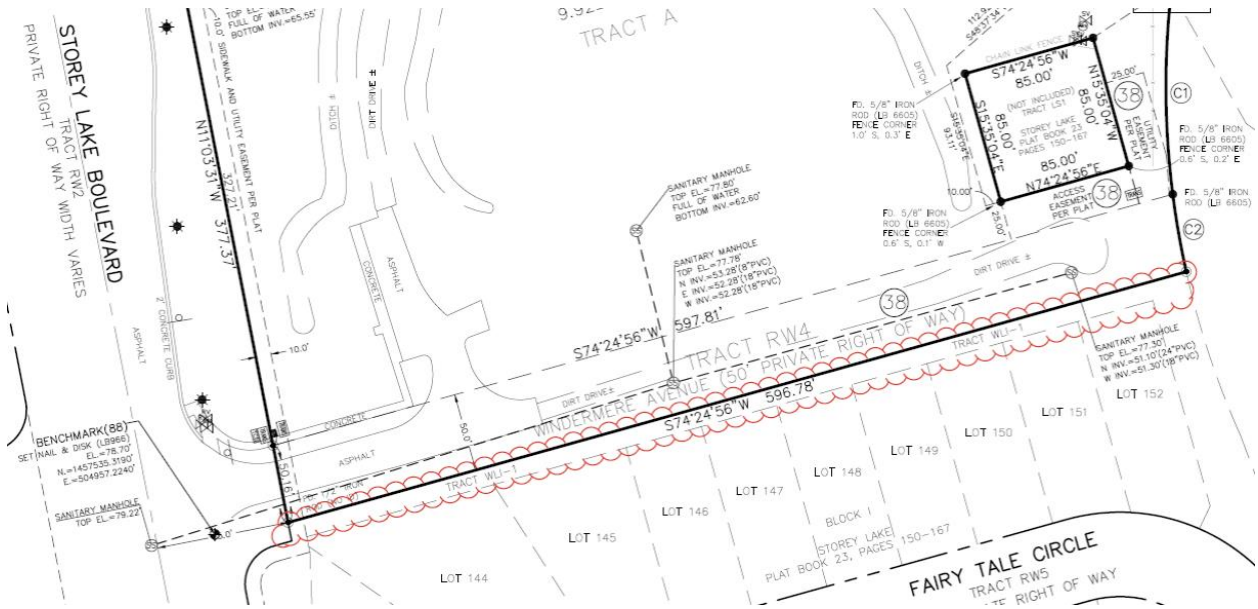 TOP EL.=
FULL OF WATER
BOTTOM INV.=65.55'
10.0' SIDEWALK AND UTILITY EASEMENT PER PLAT
327.21'
N11°03'31"W 377.37'
STOREY LAKE BOULEVARD
TRACT RW2
PRIVATE RIGHT OF WAY WIDTH VARIES
2' CONCRETE CURB
ASPHALT
DITCH ±
DIRT DRIVE ±
CONCRETE
ASPHALT
10.0'
TRACT A
DITCH ±
CHAIN LINK FENCE
S74°24'56"W
85.00'
(NOT INCLUDED)
TRACT LS1
STOREY LAKE
PLAT BOOK 23
PAGES 150-167
85.00'
N74°24'56"E
S15°35'04"E
85.00'
N15°35'04"W
85.00'
S15°35'04"E
93.11'
25.00'
38
UTILITY
EASEMENT
PER PLAT
C1
FD. 5/8" IRON
ROD (LB 6605)
FENCE CORNER
1.0' S, 0.3' E
FD. 5/8" IRON
ROD (LB 6605)
FENCE CORNER
0.6' S, 0.2' E
FD. 5/8" IRON
ROD (LB 6605)
C2
10.00'
25.00'
ACCESS
EASEMENT
PER PLAT
38
FD. 5/8" IRON
ROD (LB 6605)
FENCE CORNER
0.6' S, 0.1' W
SANITARY MANHOLE
TOP EL.=77.80'
FULL OF WATER
BOTTOM INV.=62.60'
SANITARY MANHOLE
TOP EL.=77.78'
N INV.=53.28'(8"PVC)
E INV.=52.28'(18"PVC)
W INV.=52.28'(18"PVC)
DIRT DRIVE ±
38
S74°24'56"W 597.81'
TRACT RW4
DIRT DRIVE±
WINDERMERE AVENUE (50' PRIVATE RIGHT OF WAY)
S74°24'56"W 596.78'
TRACT WLI-1
SANITARY MANHOLE
TOP EL.=77.30'
N INV.=51.10'(24"PVC)
W INV.=51.30'(18"PVC)
CONCRETE
ASPHALT
50.0'
50.16'
TRACT WLI-1
BENCHMARK(88)
SET NAIL & DISK (LB966)
EL.=78.70'
N.=1457535.3190'
E.=504957.2240'
SANITARY MANHOLE
TOP EL.=79.22'
LOT 144
LOT 145
LOT 146
LOT 147
LOT 148
LOT 149
LOT 150
LOT 151
LOT 152
BLOCK I
STOREY LAKE
PLAT BOOK 23, PAGES 150-167
FAIRY TALE CIRCLE
TRACT RW5
RIGHT OF WAY